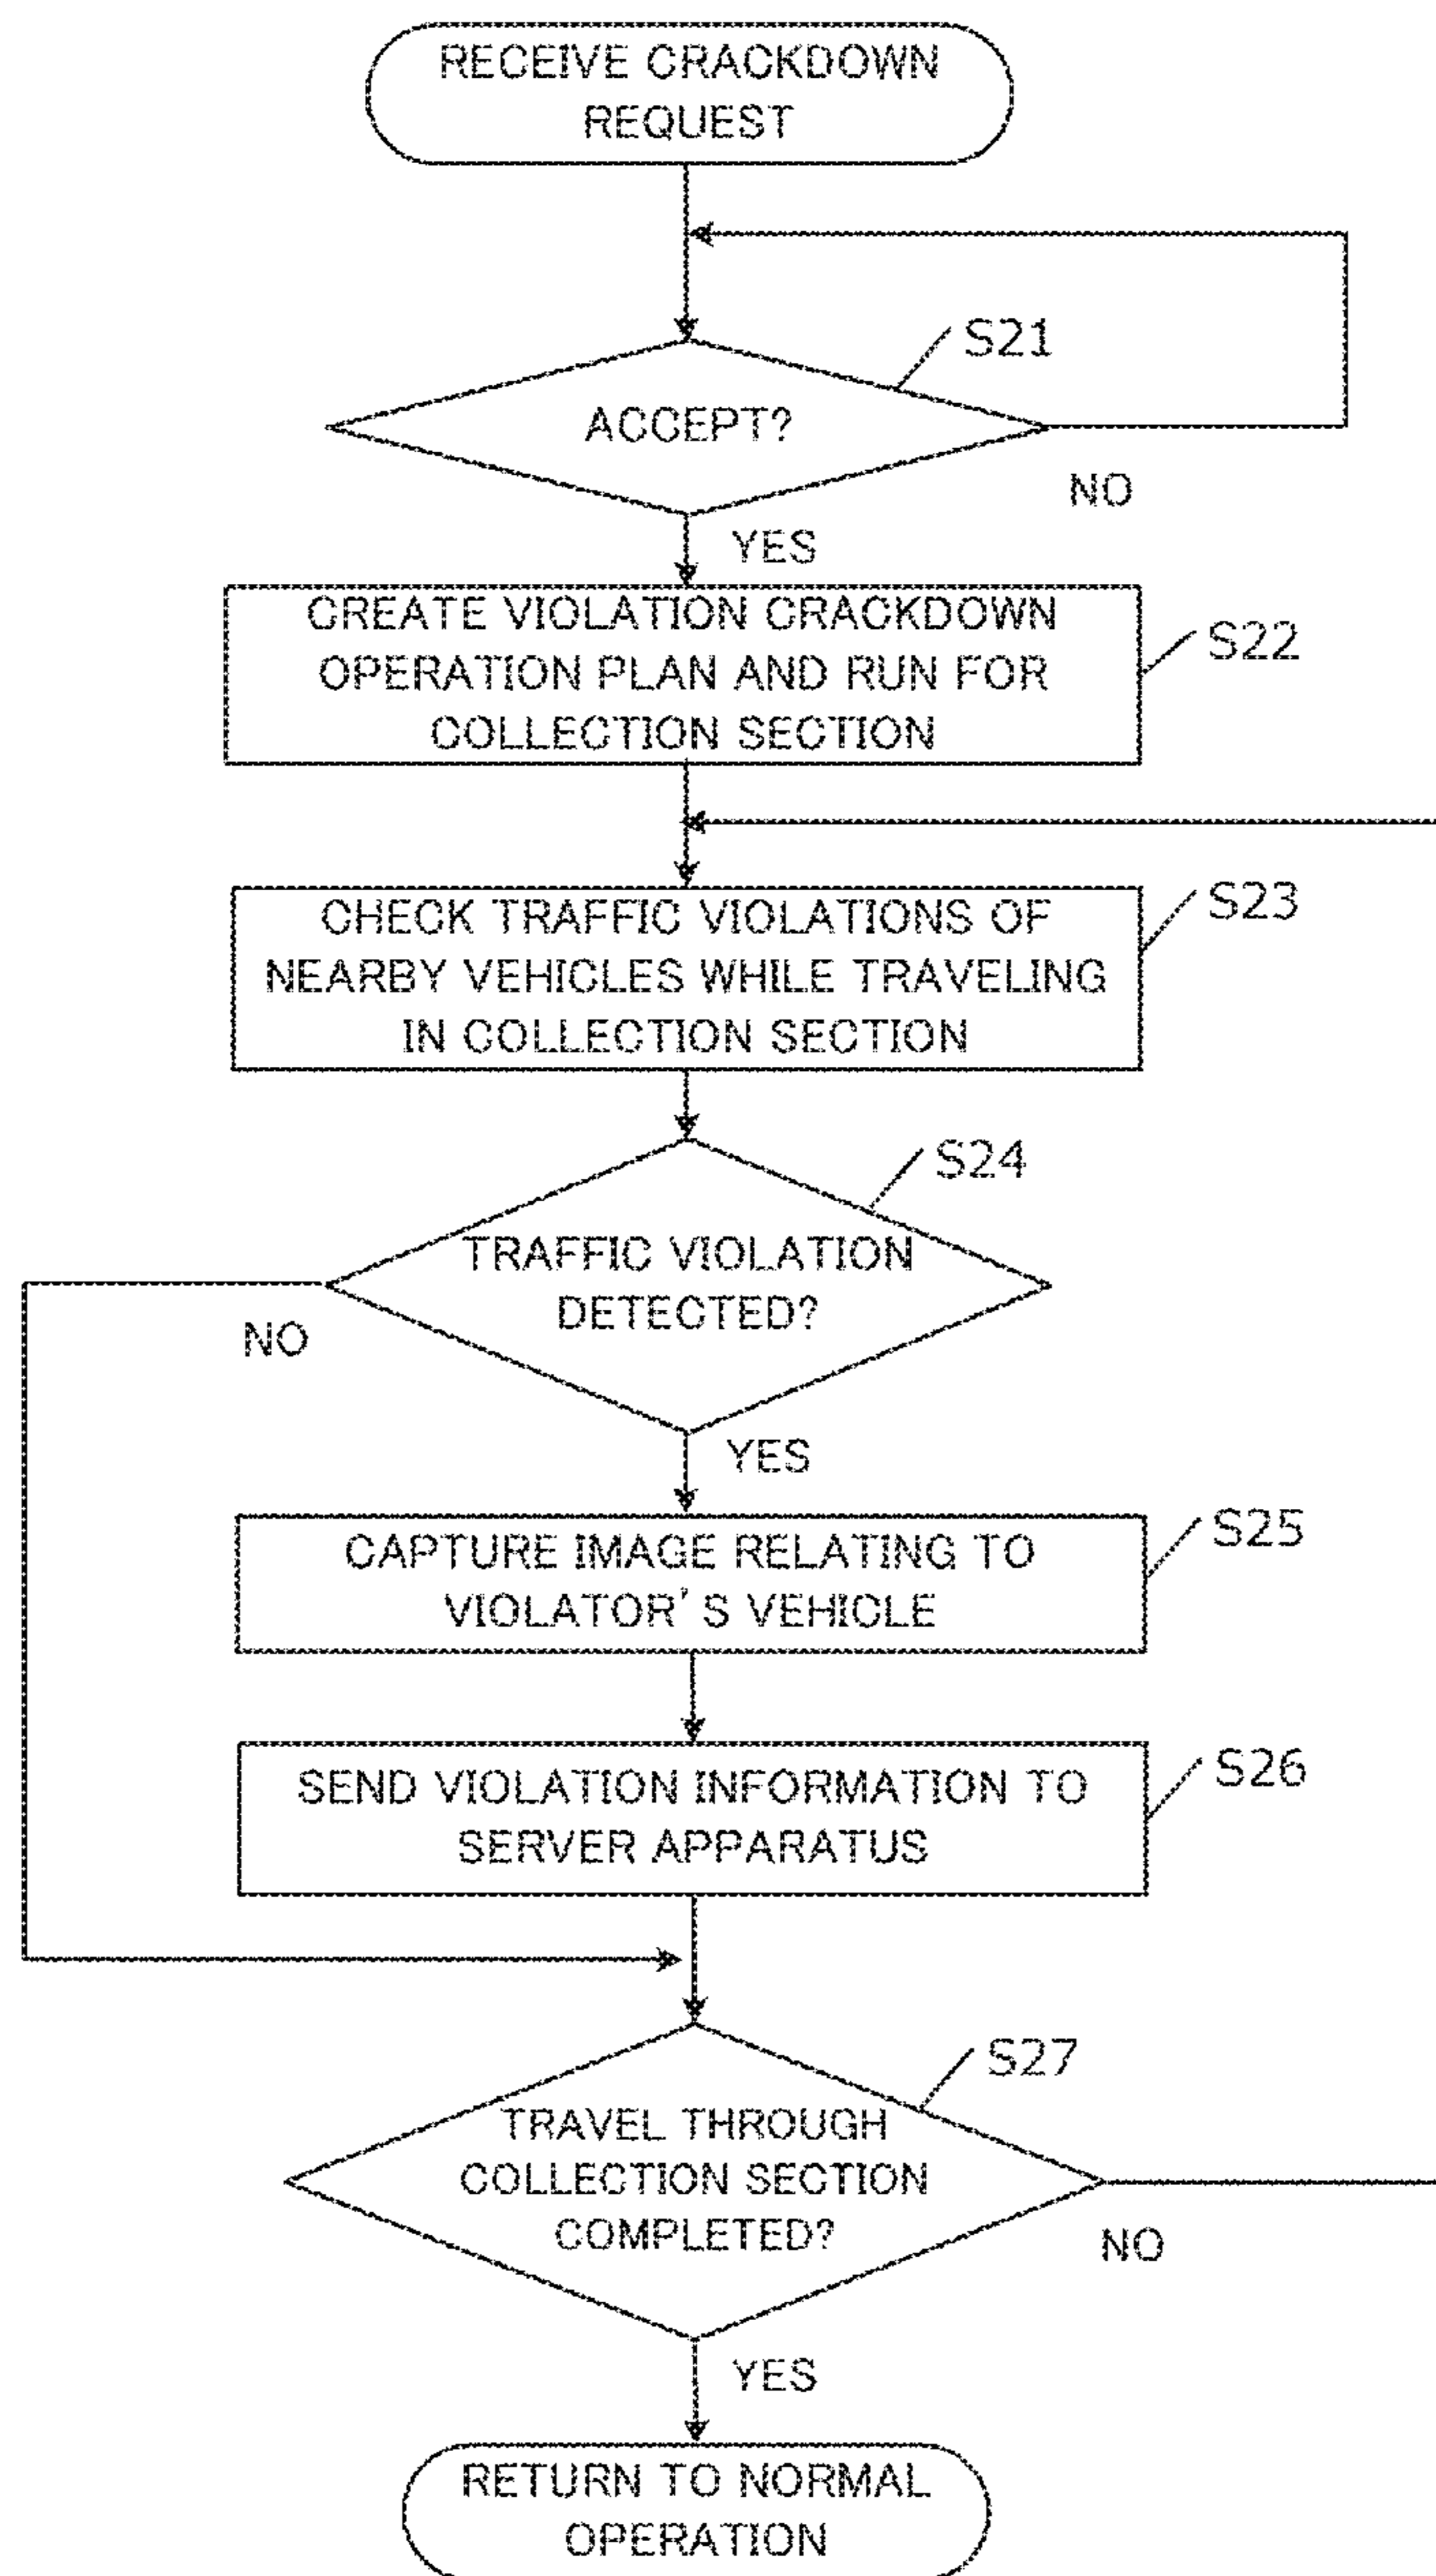 RECEIVE CRACKDOWN
REQUEST
S21
ACCEPT?
NO
YES
CREATE VIOLATION CRACKDOWN
OPERATION PLAN AND RUN FOR
COLLECTION SECTION
S22
CHECK TRAFFIC VIOLATIONS OF
NEARBY VEHICLES WHILE TRAVELING
IN COLLECTION SECTION
S23
S24
TRAFFIC VIOLATION
DETECTED?
NO
YES
CAPTURE IMAGE RELATING TO
VIOLATOR'S VEHICLE
S25
SEND VIOLATION INFORMATION TO
SERVER APPARATUS
S26
S27
TRAVEL THROUGH
COLLECTION SECTION
COMPLETED?
NO
YES
RETURN TO NORMAL
OPERATION